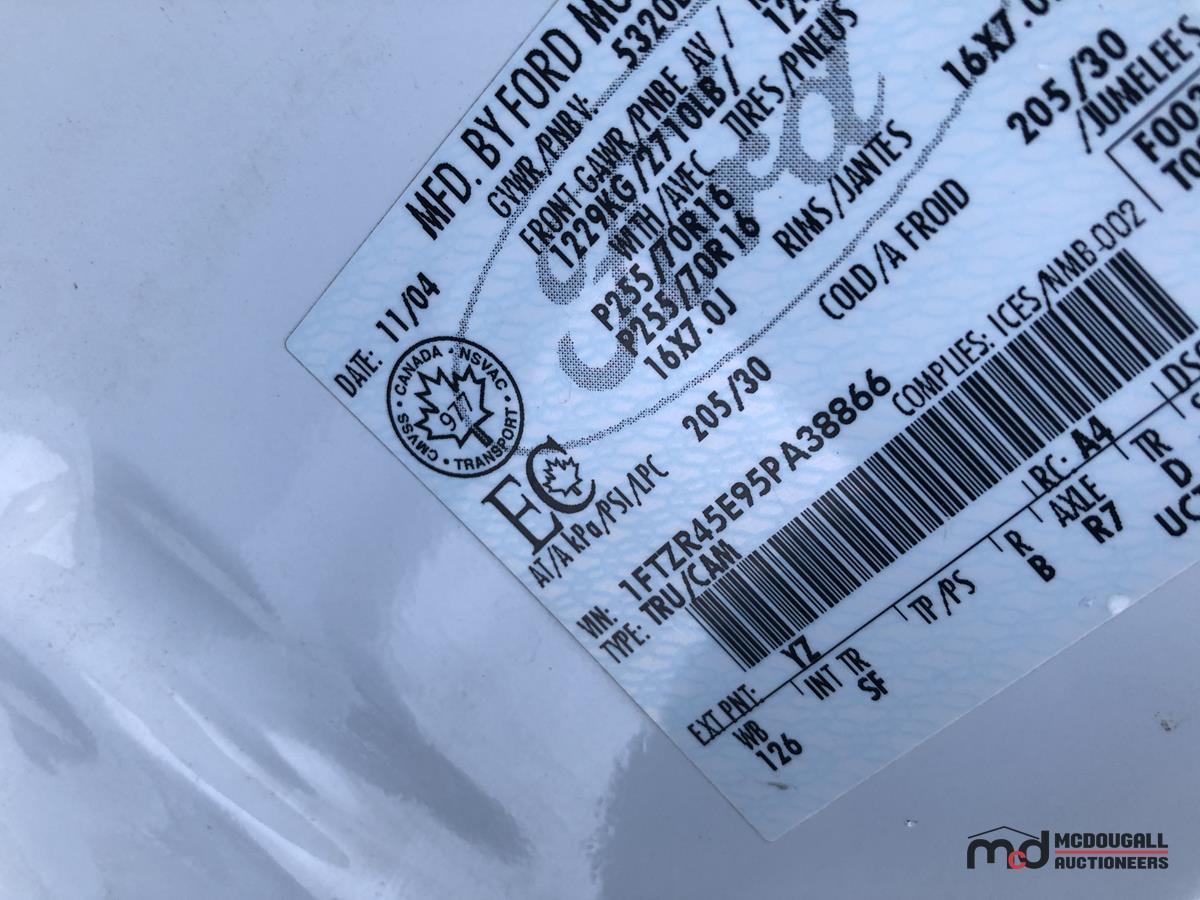 MFD. BY FORD MO
DATE: 11/04
GVWR/PNBV: 5320L
FRONT GAWR/PNBE AV/
1229KG/2710LB/
WITH/AVEC TIRES/PNEUS
P255/70R16
P255/70R16 RIMS/JANTES 16X7.0
16X7.0J
205/30 COLD/A FROID 205/30
/JUMELEES
CANADA · NSVAC · TRANSPORT · CMVSS ·
977
EC
AT/A kPa/PSI/LPC
VIN: 1FTZR45E95PA38866 COMPLIES: ICES/NMB-002
TYPE: TRU/CAM
EXT PNT: YZ RC: A4
WB INT TR TP/PS R AXLE TR
126 SF B R7 D
mcd MCDOUGALL
AUCTIONEERS